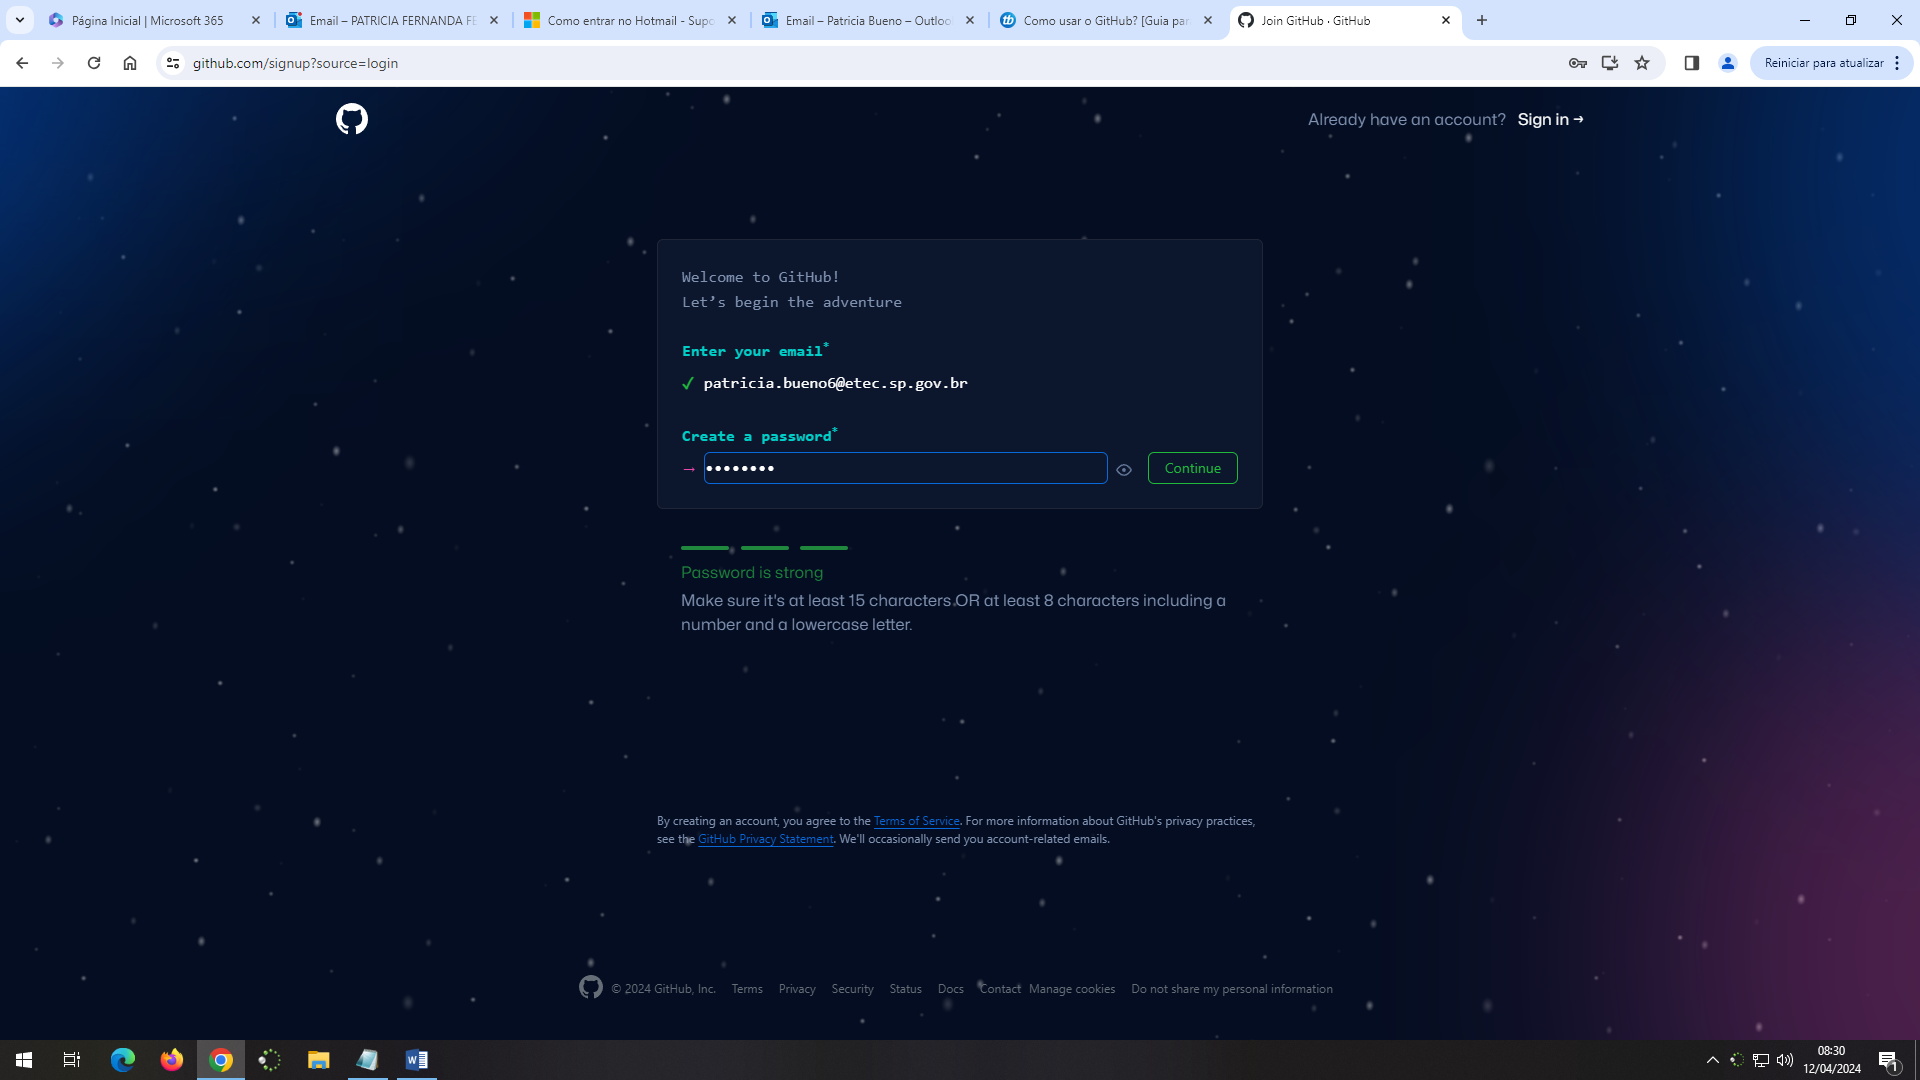 Página Inicial | Microsoft 365
Email – PATRICIA FERNANDA FE
Como entrar no Hotmail - Supo
Email – Patricia Bueno – Outloo
Como usar o GitHub? [Guia par
Join GitHub · GitHub
github.com/signup?source=login
Reiniciar para atualizar
Already have an account? Sign in →
Welcome to GitHub!
Let’s begin the adventure
Enter your email*
✓ patricia.bueno6@etec.sp.gov.br
Create a password*
→ ••••••••
Continue
Password is strong
Make sure it's at least 15 characters OR at least 8 characters including a
number and a lowercase letter.
By creating an account, you agree to the Terms of Service. For more information about GitHub's privacy practices,
see the GitHub Privacy Statement. We'll occasionally send you account-related emails.
© 2024 GitHub, Inc. Terms Privacy Security Status Docs Contact Manage cookies Do not share my personal information
08:30
12/04/2024
1